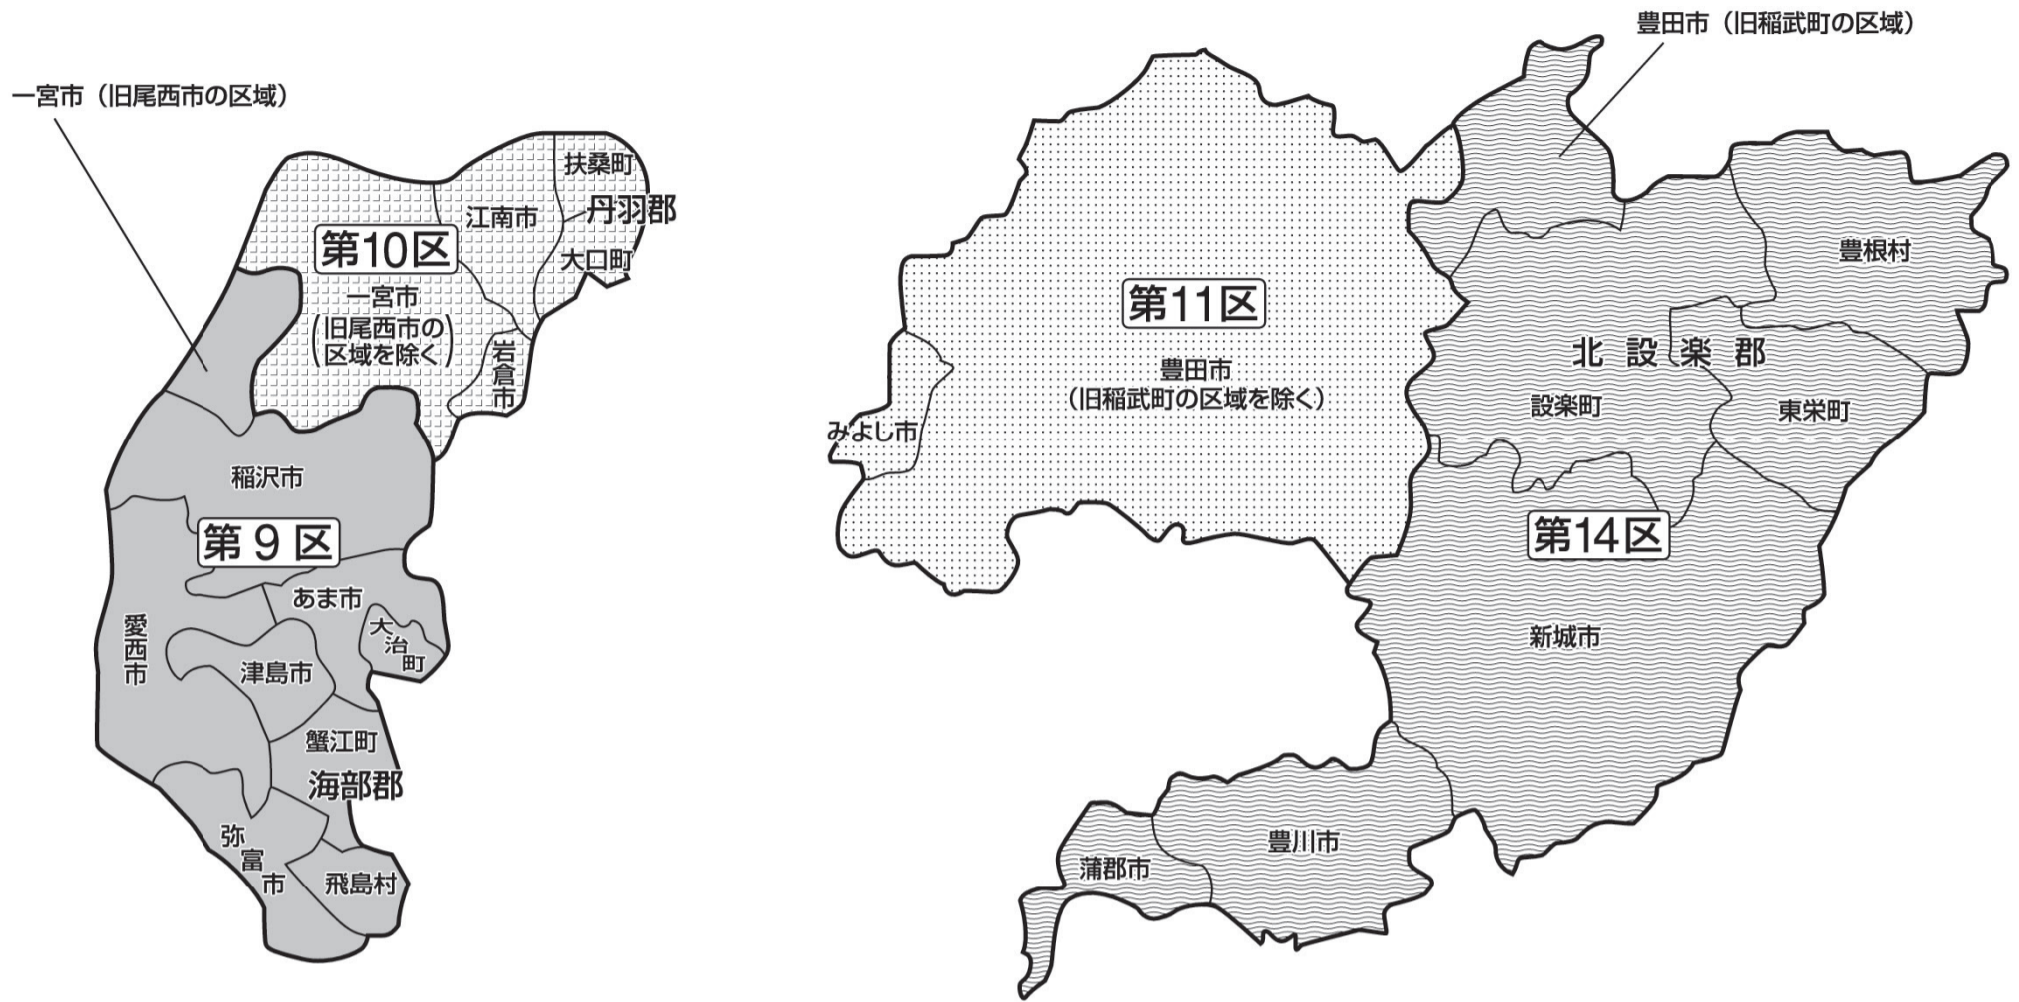 一宮市（旧尾西市の区域）
扶桑町
丹羽郡
江南市
大口町
第10区
一宮市
（旧尾西市の
区域を除く）
岩倉市
稲沢市
第９区
あま市
大治町
愛西市
津島市
蟹江町
海部郡
弥富市
飛島村
豊田市（旧稲武町の区域）
豊根村
第11区
豊田市
（旧稲武町の区域を除く）
みよし市
北設楽郡
設楽町
東栄町
第14区
新城市
豊川市
蒲郡市